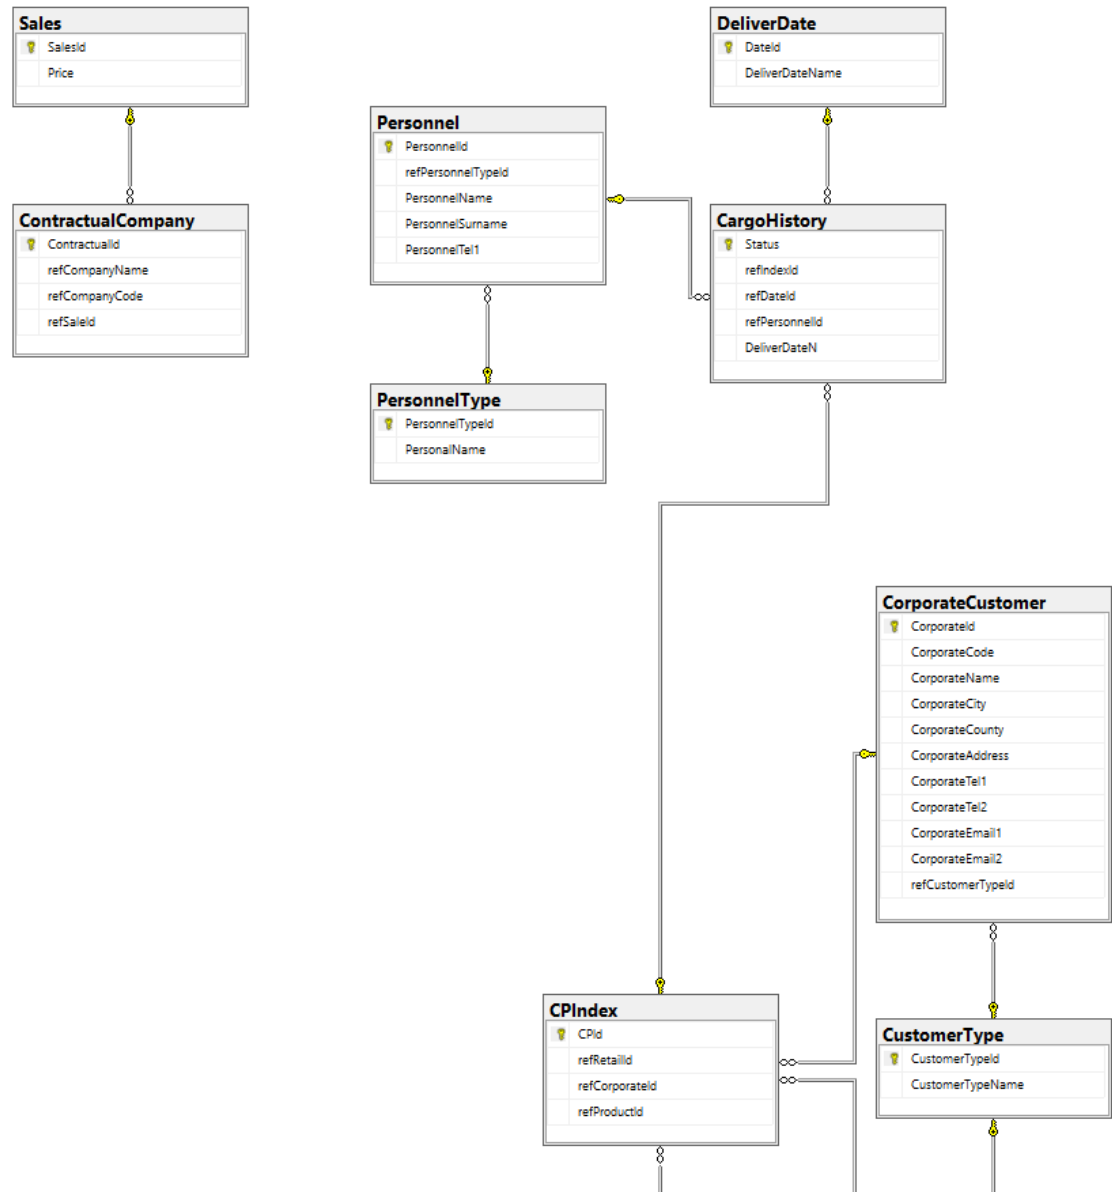 Sales
SalesId
Price
ContractualCompany
ContractualId
refCompanyName
refCompanyCode
refSaleId
Personnel
PersonnelId
refPersonnelTypeId
PersonnelName
PersonnelSurname
PersonnelTel1
PersonnelType
PersonnelTypeId
PersonalName
DeliverDate
DateId
DeliverDateName
CargoHistory
Status
refIndexId
refDateId
refPersonnelId
DeliverDateN
CorporateCustomer
CorporateId
CorporateCode
CorporateName
CorporateCity
CorporateCounty
CorporateAddress
CorporateTel1
CorporateTel2
CorporateEmail1
CorporateEmail2
refCustomerTypeId
CPIndex
CPId
refRetailId
refCorporateId
refProductId
CustomerType
CustomerTypeId
CustomerTypeName